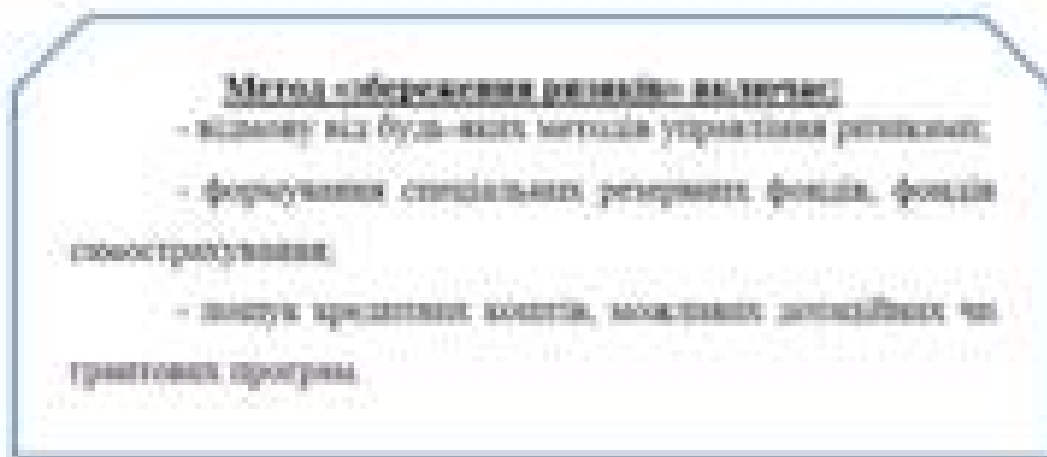 Метод «збереження ризиків» включає:
- відмову від будь-яких методів управління ризиками;
- формування спеціальних резервних фондів, фондів
самострахування;
- пошук кредитних коштів, можливих дотаційних чи
грантових програм.